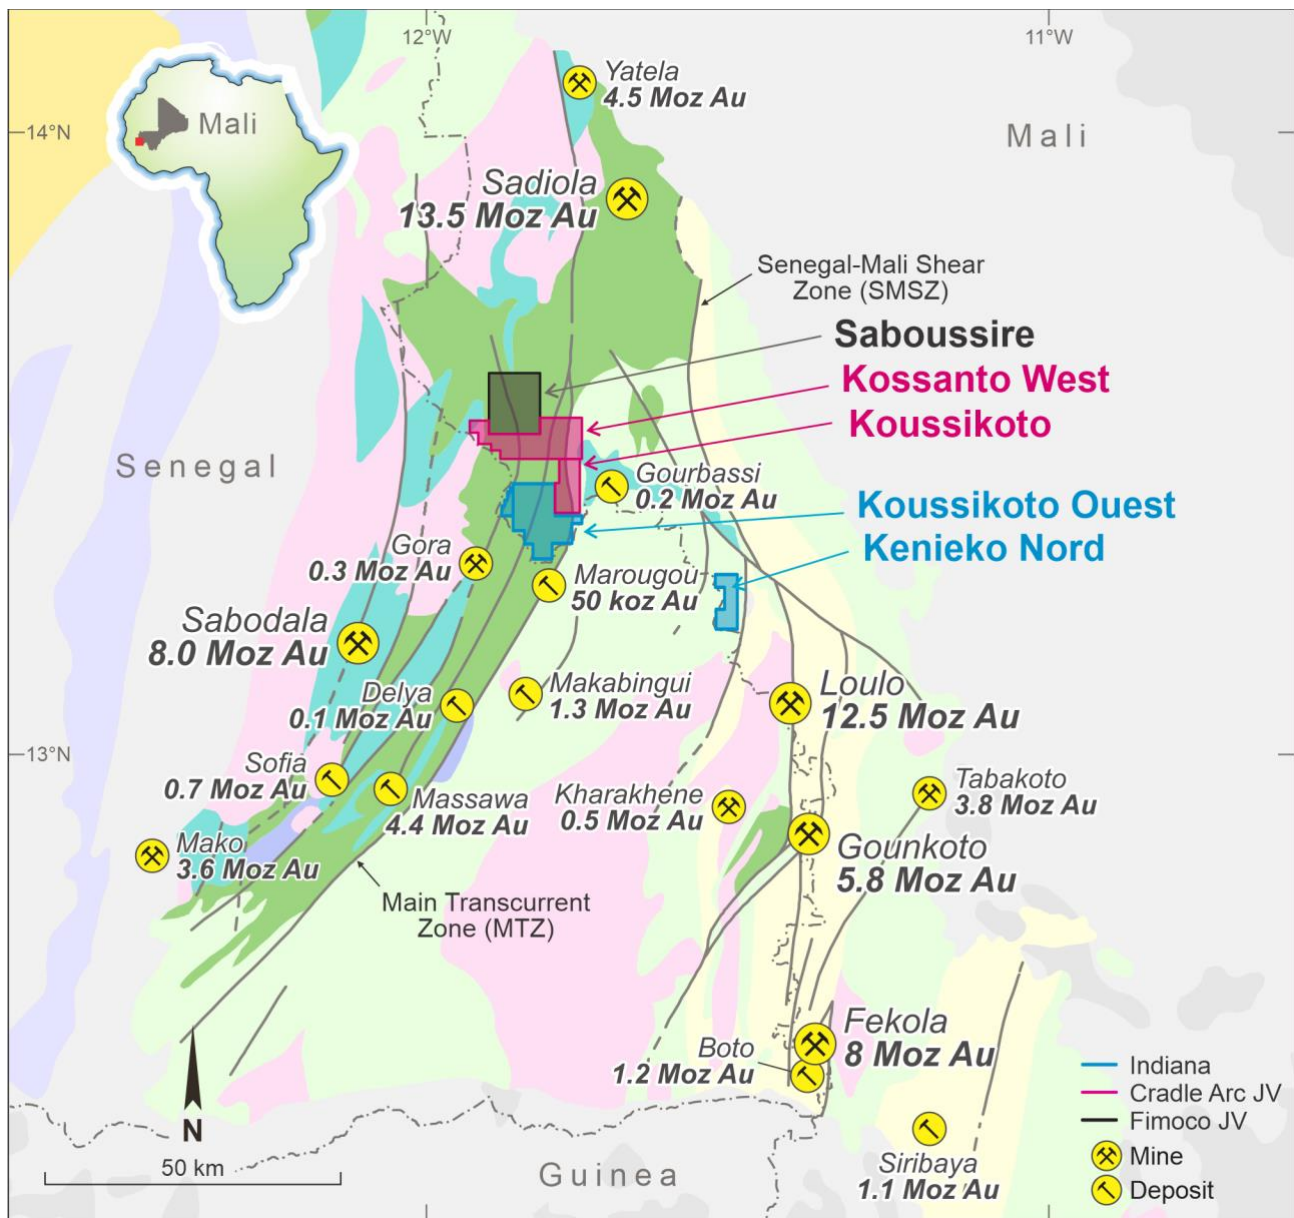 12°W
11°W
Yatela
4.5 Moz Au
14°N
Mali
Mali
Sadiola
13.5 Moz Au
Senegal-Mali Shear
Zone (SMSZ)
Saboussire
Kossanto West
Koussikoto
Senegal
Gourbassi
0.2 Moz Au
Koussikoto Ouest
Kenieko Nord
Gora
0.3 Moz Au
Marougou
50 koz Au
Sabodala
8.0 Moz Au
Delya
0.1 Moz Au
Makabingui
1.3 Moz Au
Loulo
12.5 Moz Au
13°N
Sofia
0.7 Moz Au
Massawa
4.4 Moz Au
Kharakhene
0.5 Moz Au
Tabakoto
3.8 Moz Au
Mako
3.6 Moz Au
Gounkoto
5.8 Moz Au
Main Transcurrent
Zone (MTZ)
Fekola
8 Moz Au
Boto
1.2 Moz Au
N
50 km
Guinea
Siribaya
1.1 Moz Au
Indiana
Cradle Arc JV
Fimoco JV
Mine
Deposit